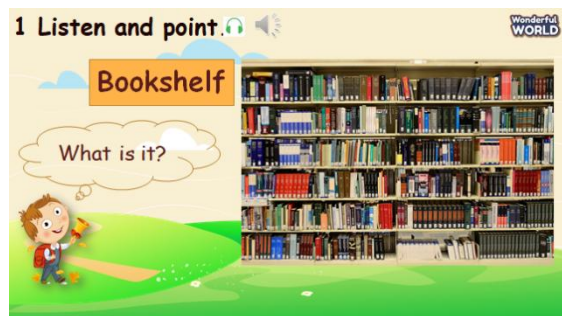 1 Listen and point.
Wonderful
WORLD
Bookshelf
What is it?